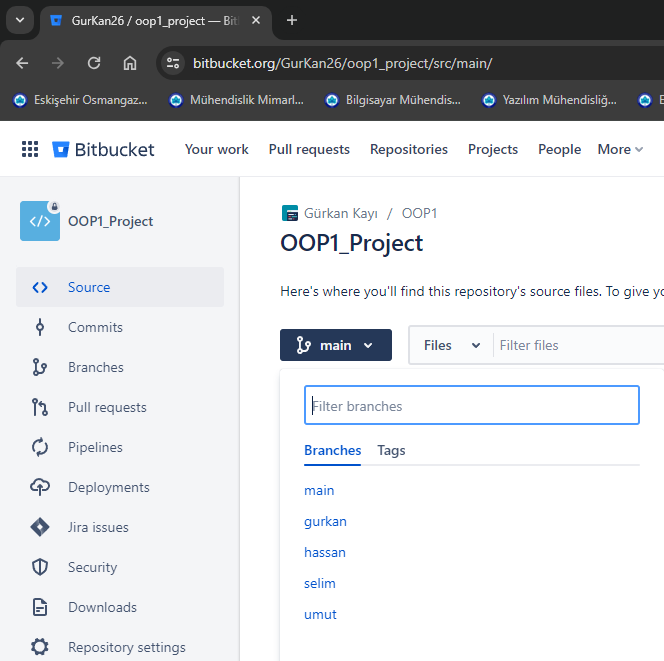 GurKan26 / oop1_project — Bit
bitbucket.org/GurKan26/oop1_project/src/main/
Eskişehir Osmangaz... Mühendislik Mimarl... Bilgisayar Mühendis... Yazılım Mühendisliğ... E
Bitbucket Your work Pull requests Repositories Projects People More
OOP1_Project
Source
Commits
Branches
Pull requests
Pipelines
Deployments
Jira issues
Security
Downloads
Repository settings
Gürkan Kayı / OOP1
OOP1_Project
Here's where you'll find this repository's source files. To give yo
main Files Filter files
Filter branches
Branches Tags
main
gurkan
hassan
selim
umut